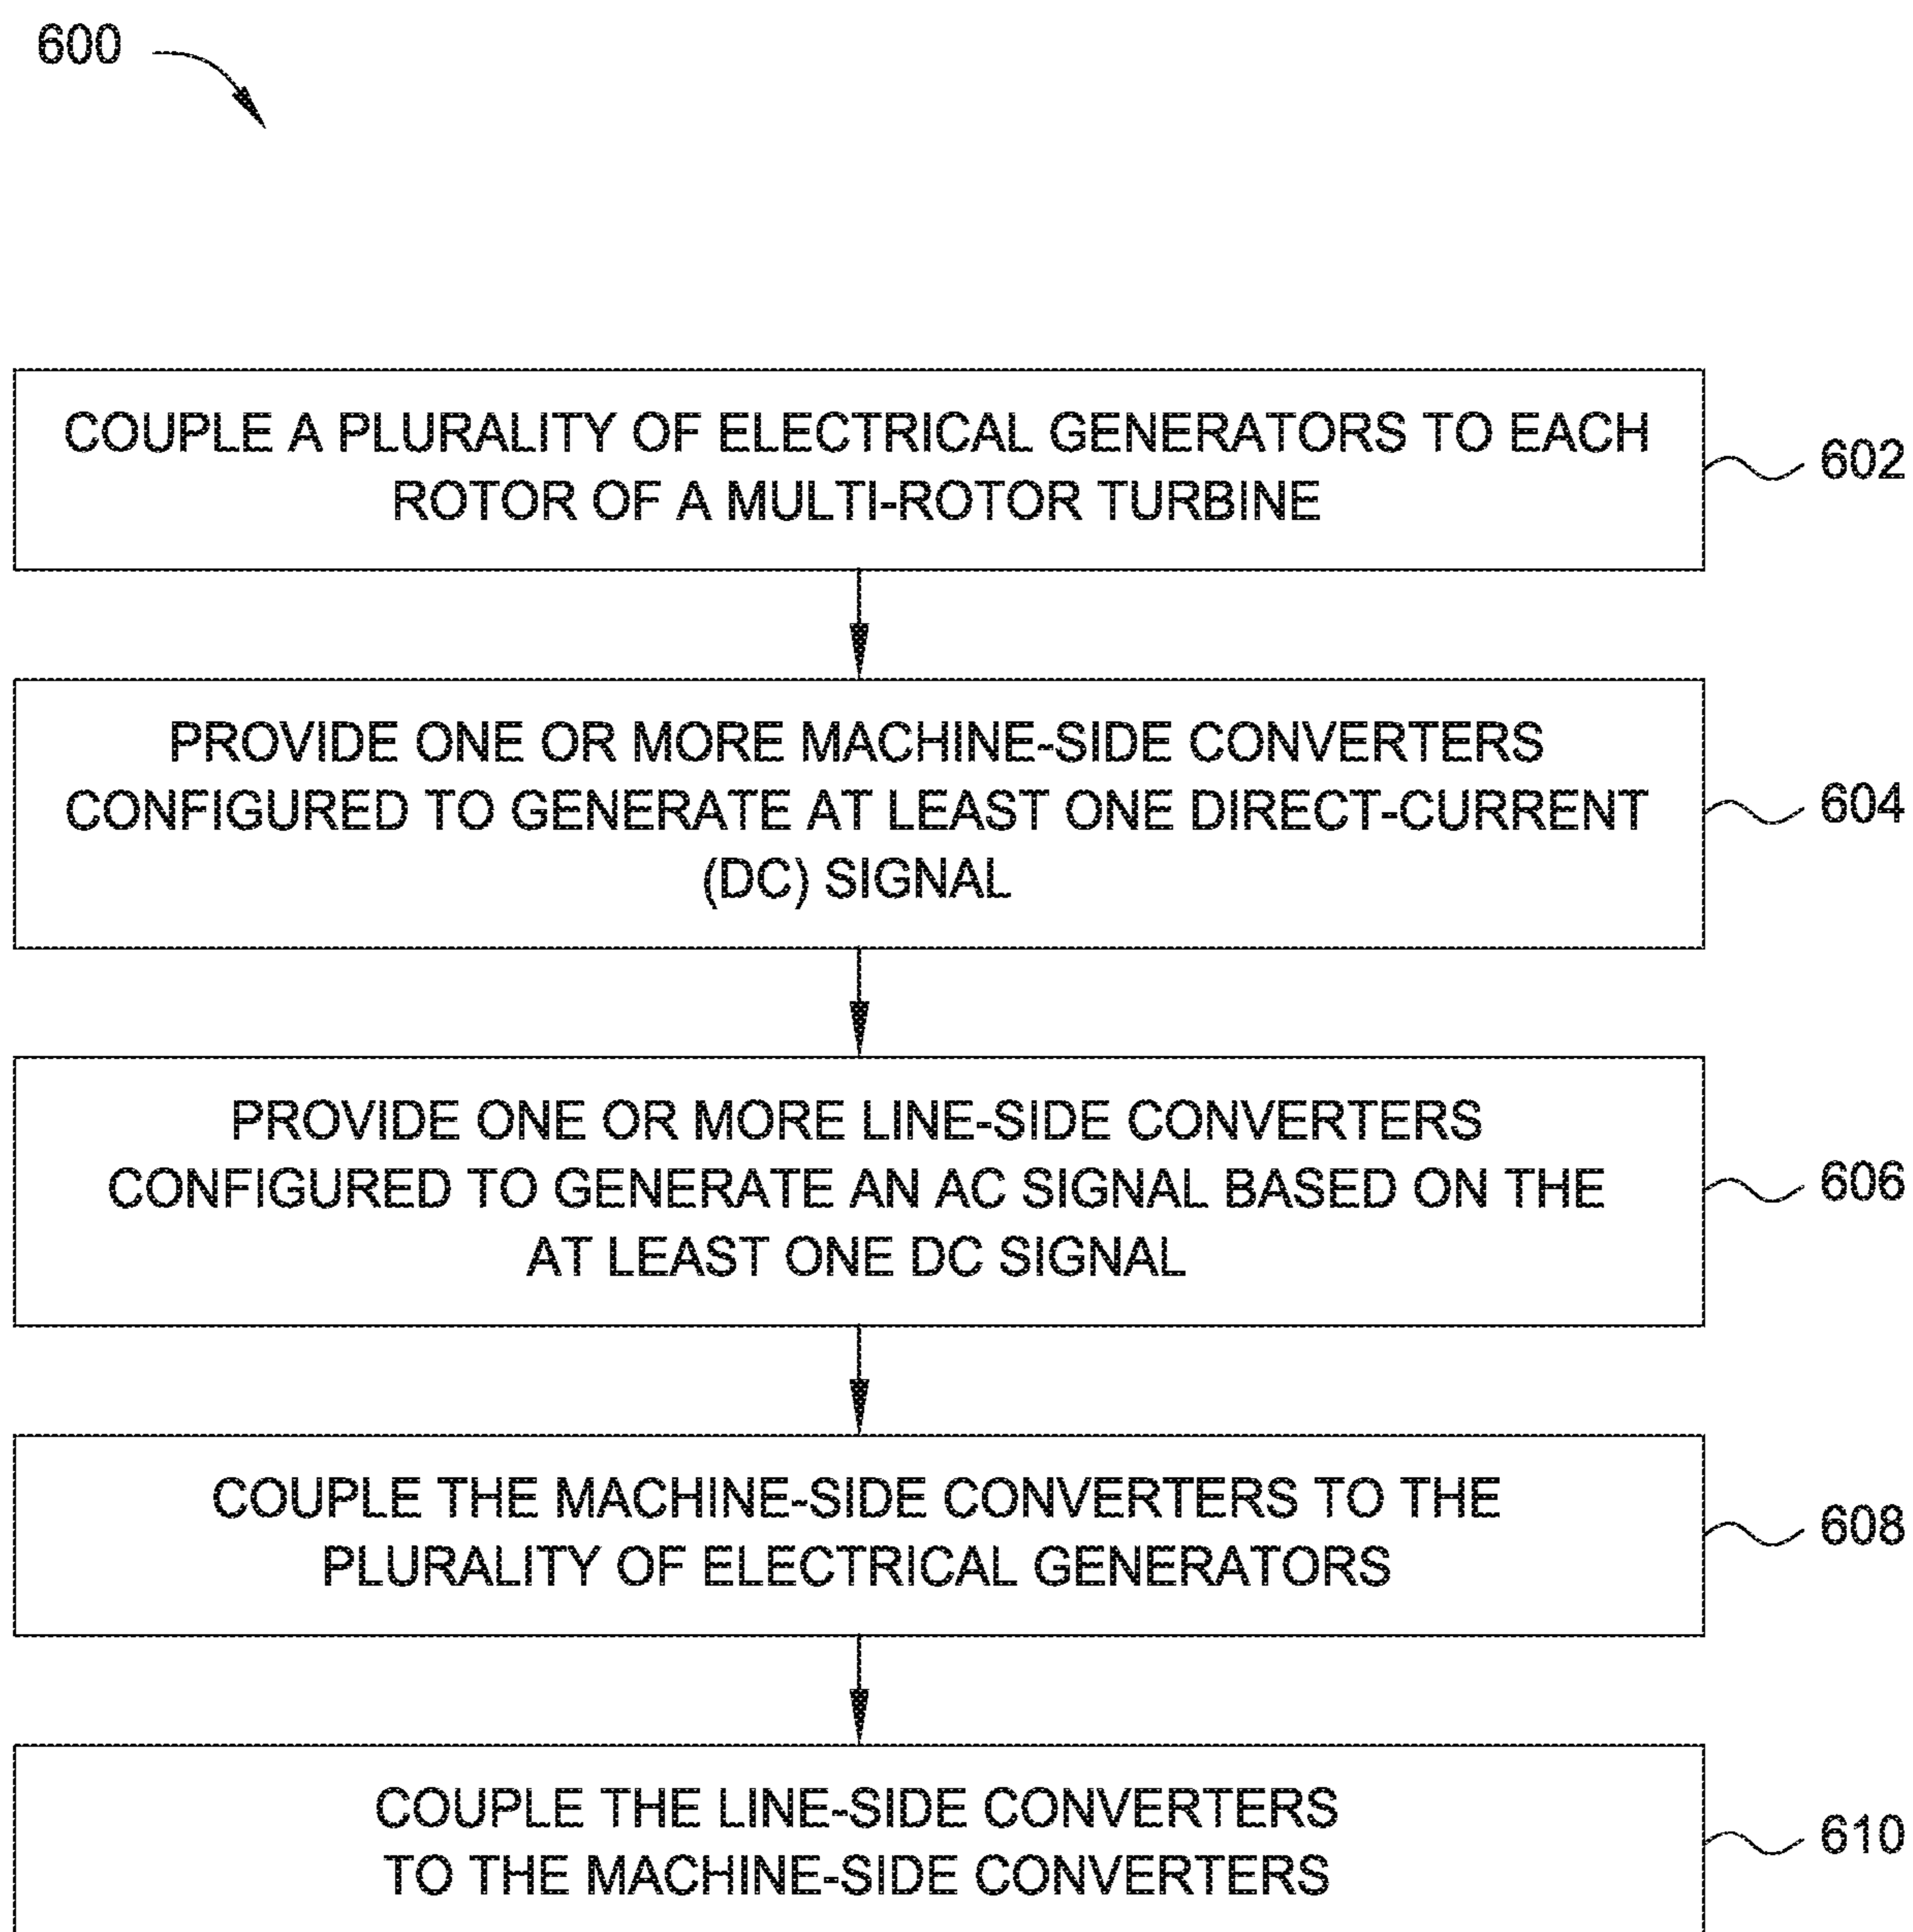 600
COUPLE A PLURALITY OF ELECTRICAL GENERATORS TO EACH
ROTOR OF A MULTI-ROTOR TURBINE
602
PROVIDE ONE OR MORE MACHINE-SIDE CONVERTERS
CONFIGURED TO GENERATE AT LEAST ONE DIRECT-CURRENT
(DC) SIGNAL
604
PROVIDE ONE OR MORE LINE-SIDE CONVERTERS
CONFIGURED TO GENERATE AN AC SIGNAL BASED ON THE
AT LEAST ONE DC SIGNAL
606
COUPLE THE MACHINE-SIDE CONVERTERS TO THE
PLURALITY OF ELECTRICAL GENERATORS
608
COUPLE THE LINE-SIDE CONVERTERS
TO THE MACHINE-SIDE CONVERTERS
610